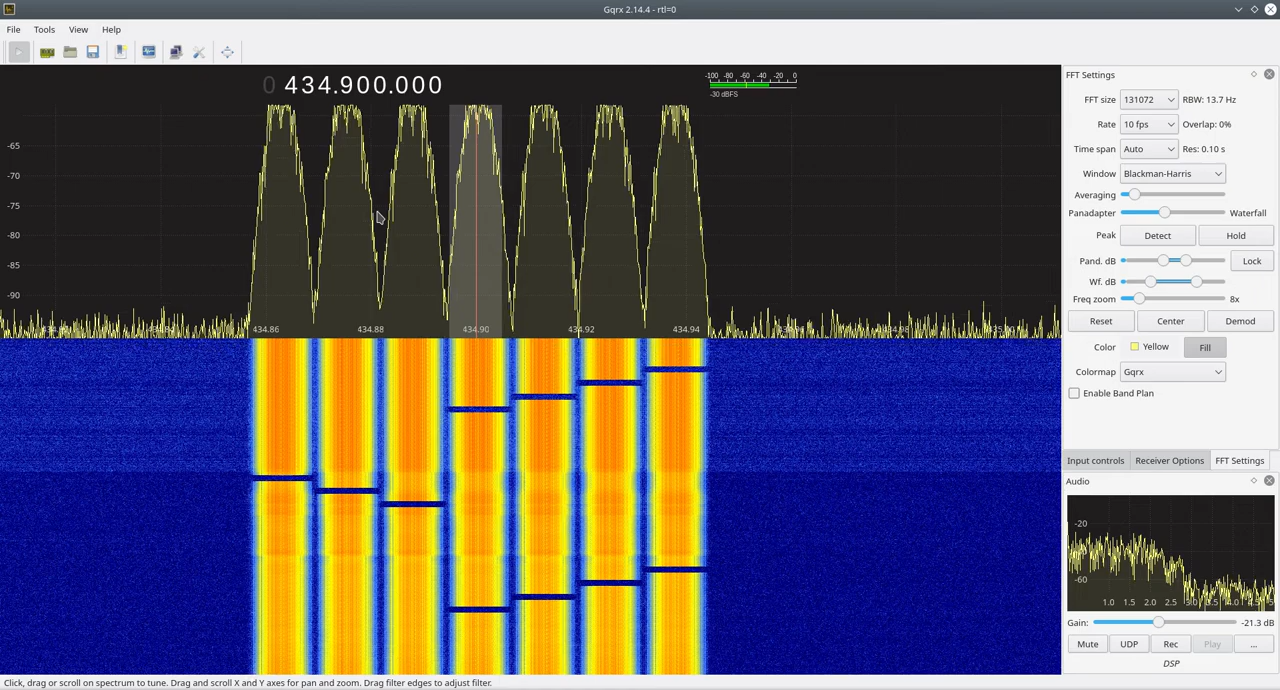 Gqrx 2.14.4 - rtl=0
File Tools View Help
0 434.900.000
-100 -80 -60 -40 -20 0
-30 dBFS
-65
-70
-75
-80
-85
-90
434.86 434.88 434.90 434.92 434.94
FFT Settings
FFT size 131072 RBW: 13.7 Hz
Rate 10 fps Overlap: 0%
Time span Auto Res: 0.10 s
Window Blackman-Harris
Averaging
Panadapter Waterfall
Peak Detect Hold
Pand. dB Lock
Wf. dB
Freq zoom 8x
Reset Center Demod
Color Yellow Fill
Colormap Gqrx
Enable Band Plan
Input controls Receiver Options FFT Settings
Audio
-20
-60
1.0 1.5 2.0 2.5
Gain: -21.3 dB
Mute UDP Rec Play ...
DSP
Click, drag or scroll on spectrum to tune. Drag and scroll X and Y axes for pan and zoom. Drag filter edges to adjust filter.